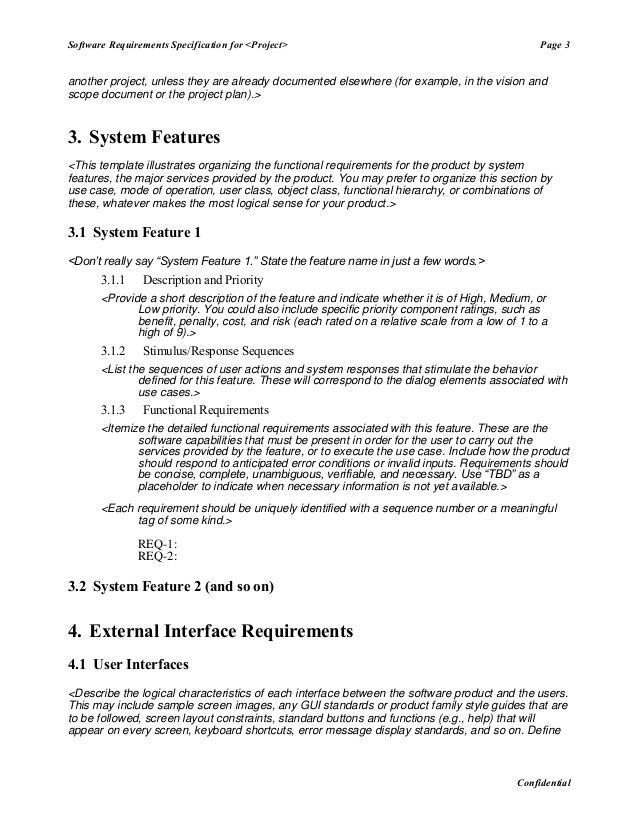 Software Requirements Specification for <Project> Page 3
another project, unless they are already documented elsewhere (for example, in the vision and
scope document or the project plan).>
3. System Features
<This template illustrates organizing the functional requirements for the product by system
features, the major services provided by the product. You may prefer to organize this section by
use case, mode of operation, user class, object class, functional hierarchy, or combinations of
these, whatever makes the most logical sense for your product.>
3.1 System Feature 1
<Don’t really say “System Feature 1.” State the feature name in just a few words.>
3.1.1 Description and Priority
<Provide a short description of the feature and indicate whether it is of High, Medium, or
Low priority. You could also include specific priority component ratings, such as
benefit, penalty, cost, and risk (each rated on a relative scale from a low of 1 to a
high of 9).>
3.1.2 Stimulus/Response Sequences
<List the sequences of user actions and system responses that stimulate the behavior
defined for this feature. These will correspond to the dialog elements associated with
use cases.>
3.1.3 Functional Requirements
<Itemize the detailed functional requirements associated with this feature. These are the
software capabilities that must be present in order for the user to carry out the
services provided by the feature, or to execute the use case. Include how the product
should respond to anticipated error conditions or invalid inputs. Requirements should
be concise, complete, unambiguous, verifiable, and necessary. Use “TBD” as a
placeholder to indicate when necessary information is not yet available.>
<Each requirement should be uniquely identified with a sequence number or a meaningful
tag of some kind.>
REQ-1:
REQ-2:
3.2 System Feature 2 (and so on)
4. External Interface Requirements
4.1 User Interfaces
<Describe the logical characteristics of each interface between the software product and the users.
This may include sample screen images, any GUI standards or product family style guides that are
to be followed, screen layout constraints, standard buttons and functions (e.g., help) that will
appear on every screen, keyboard shortcuts, error message display standards, and so on. Define
Confidential